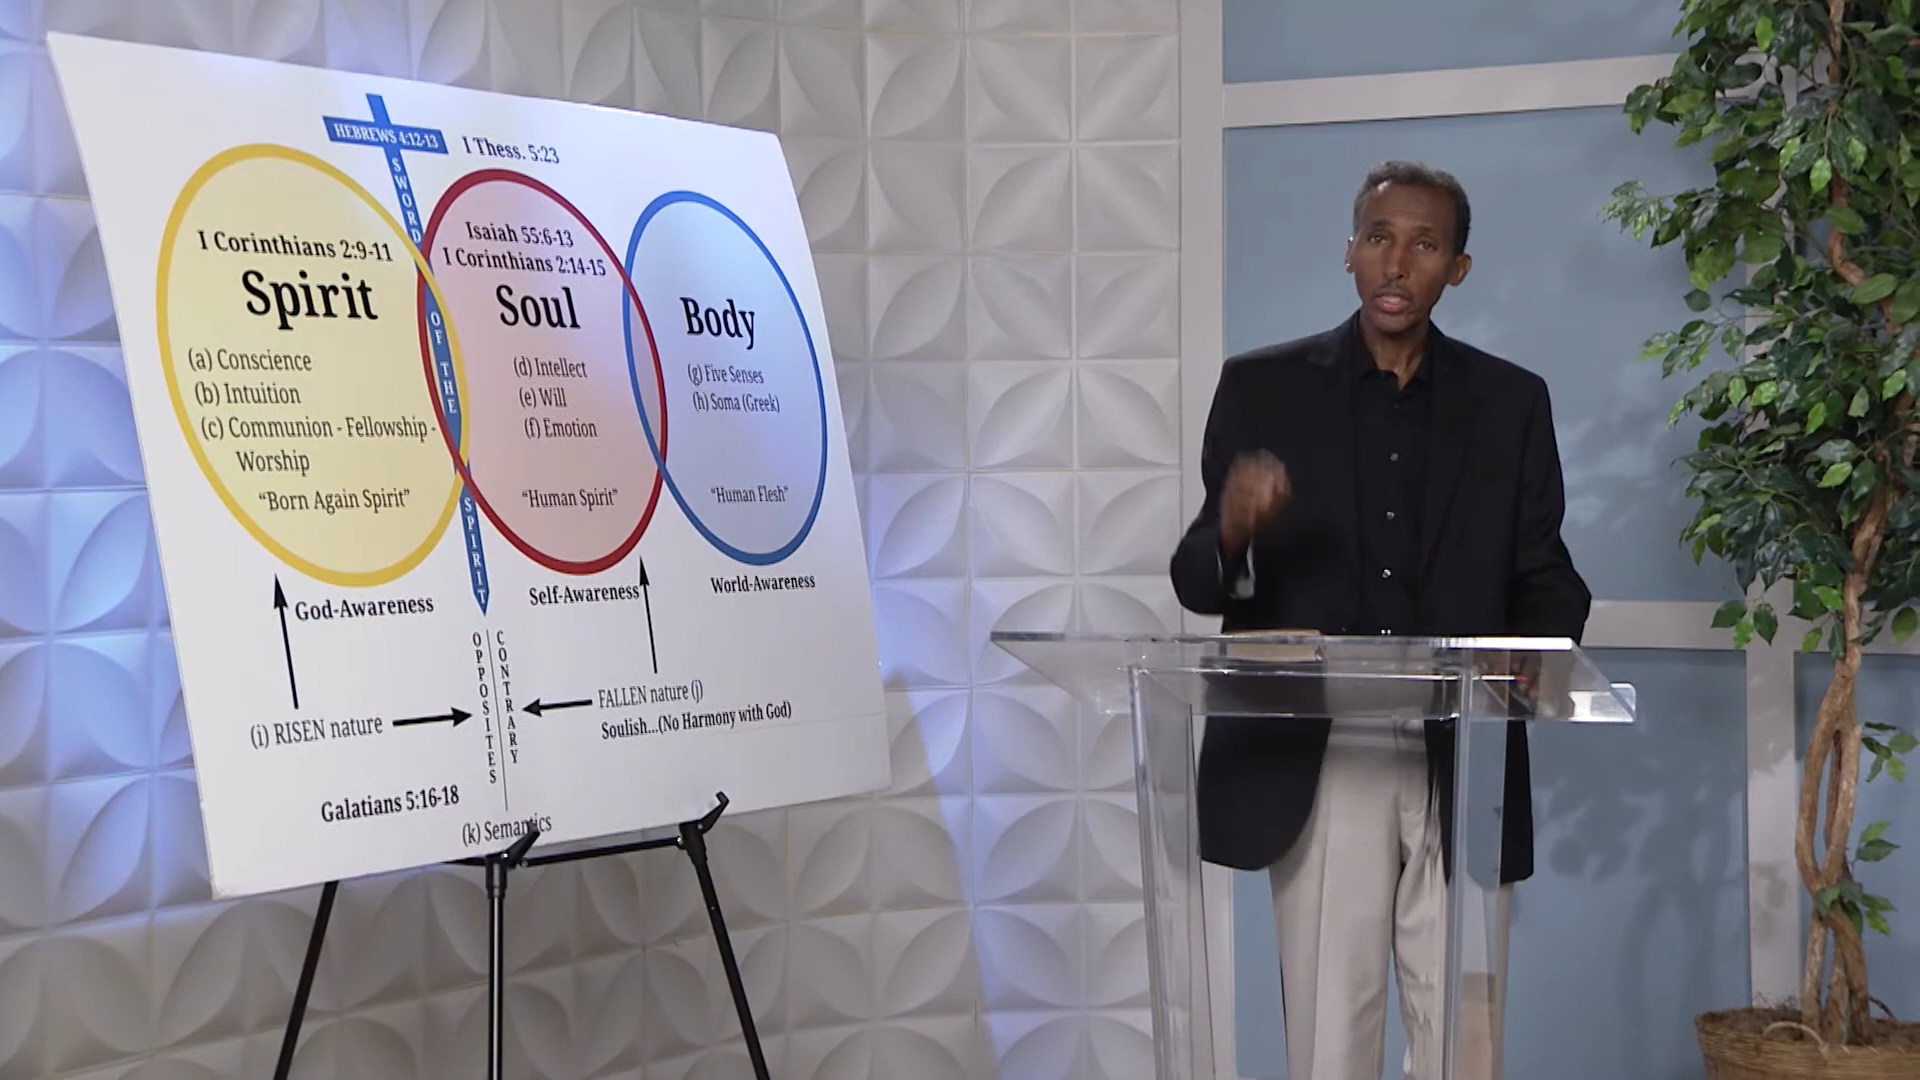 HEBREWS 4:12-13
I Thess. 5:23
SWORD OF THE SPIRIT
I Corinthians 2:9-11
Spirit
(a) Conscience
(b) Intuition
(c) Communion - Fellowship -
Worship
“Born Again Spirit”
Isaiah 55:6-13
I Corinthians 2:14-15
Soul
(d) Intellect
(e) Will
(f) Emotion
“Human Spirit”
Body
(g) Five Senses
(h) Soma (Greek)
“Human Flesh”
God-Awareness
Self-Awareness
World-Awareness
OPPOSITES
CONTRARY
(i) RISEN nature
FALLEN nature (j)
Soulish...(No Harmony with God)
Galatians 5:16-18
(k) Semantics